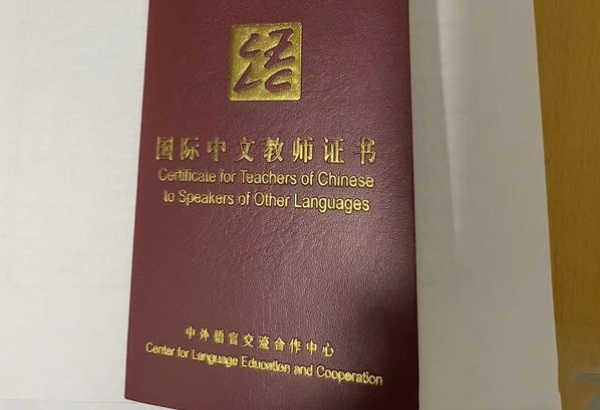 国际中文教师证书
Certificate for Teachers of Chinese
to Speakers of Other Languages
中外语言交流合作中心
Center for Language Education and Cooperation